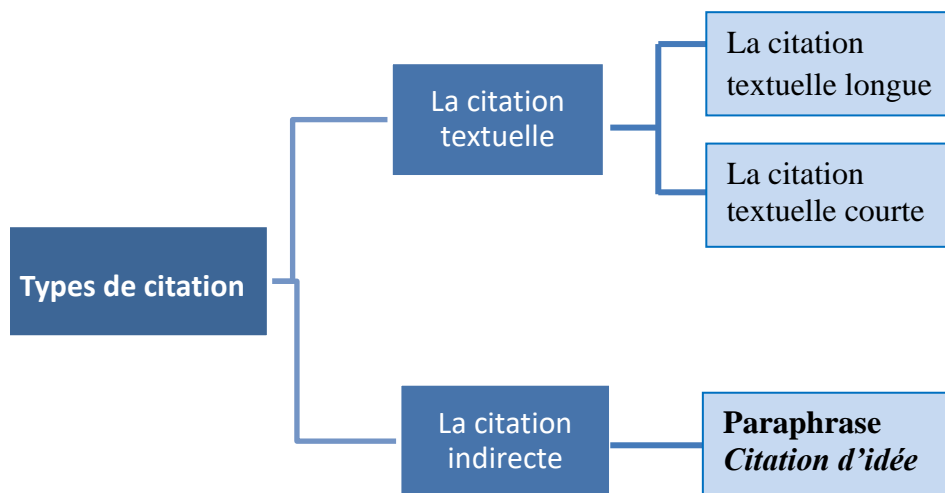 La citation
textuelle longue
La citation
textuelle
La citation
textuelle courte
Types de citation
La citation
indirecte
Paraphrase
Citation d’idée